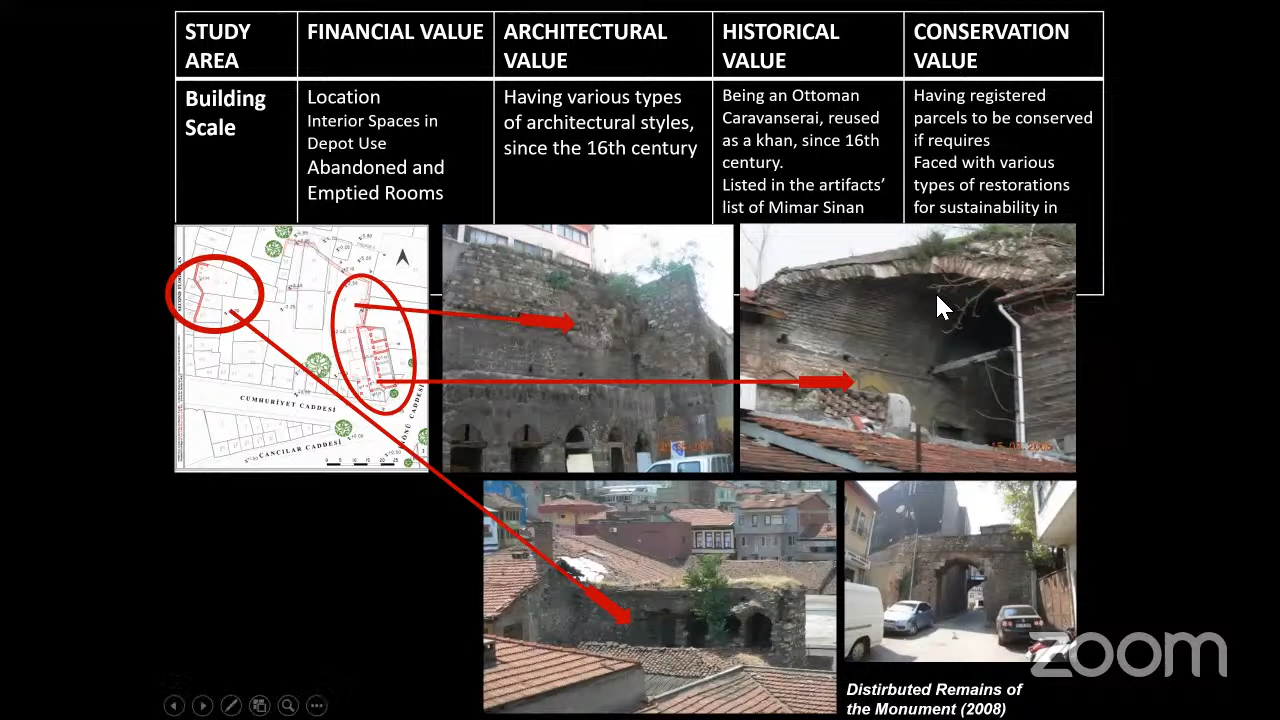 STUDY
AREA
FINANCIAL VALUE
ARCHITECTURAL
VALUE
HISTORICAL
VALUE
CONSERVATION
VALUE
Building
Scale
Location
Interior Spaces in
Depot Use
Abandoned and
Emptied Rooms
Having various types
of architectural styles,
since the 16th century
Being an Ottoman
Caravanserai, reused
as a khan, since 16th
century.
Listed in the artifacts'
list of Mimar Sinan
Having registered
parcels to be conserved
if requires
Faced with various
types of restorations
for sustainability in
CUMHURİYET CADDESİ
CANCILAR CADDESİ
Distirbuted Remains of
the Monument (2008)
zoom